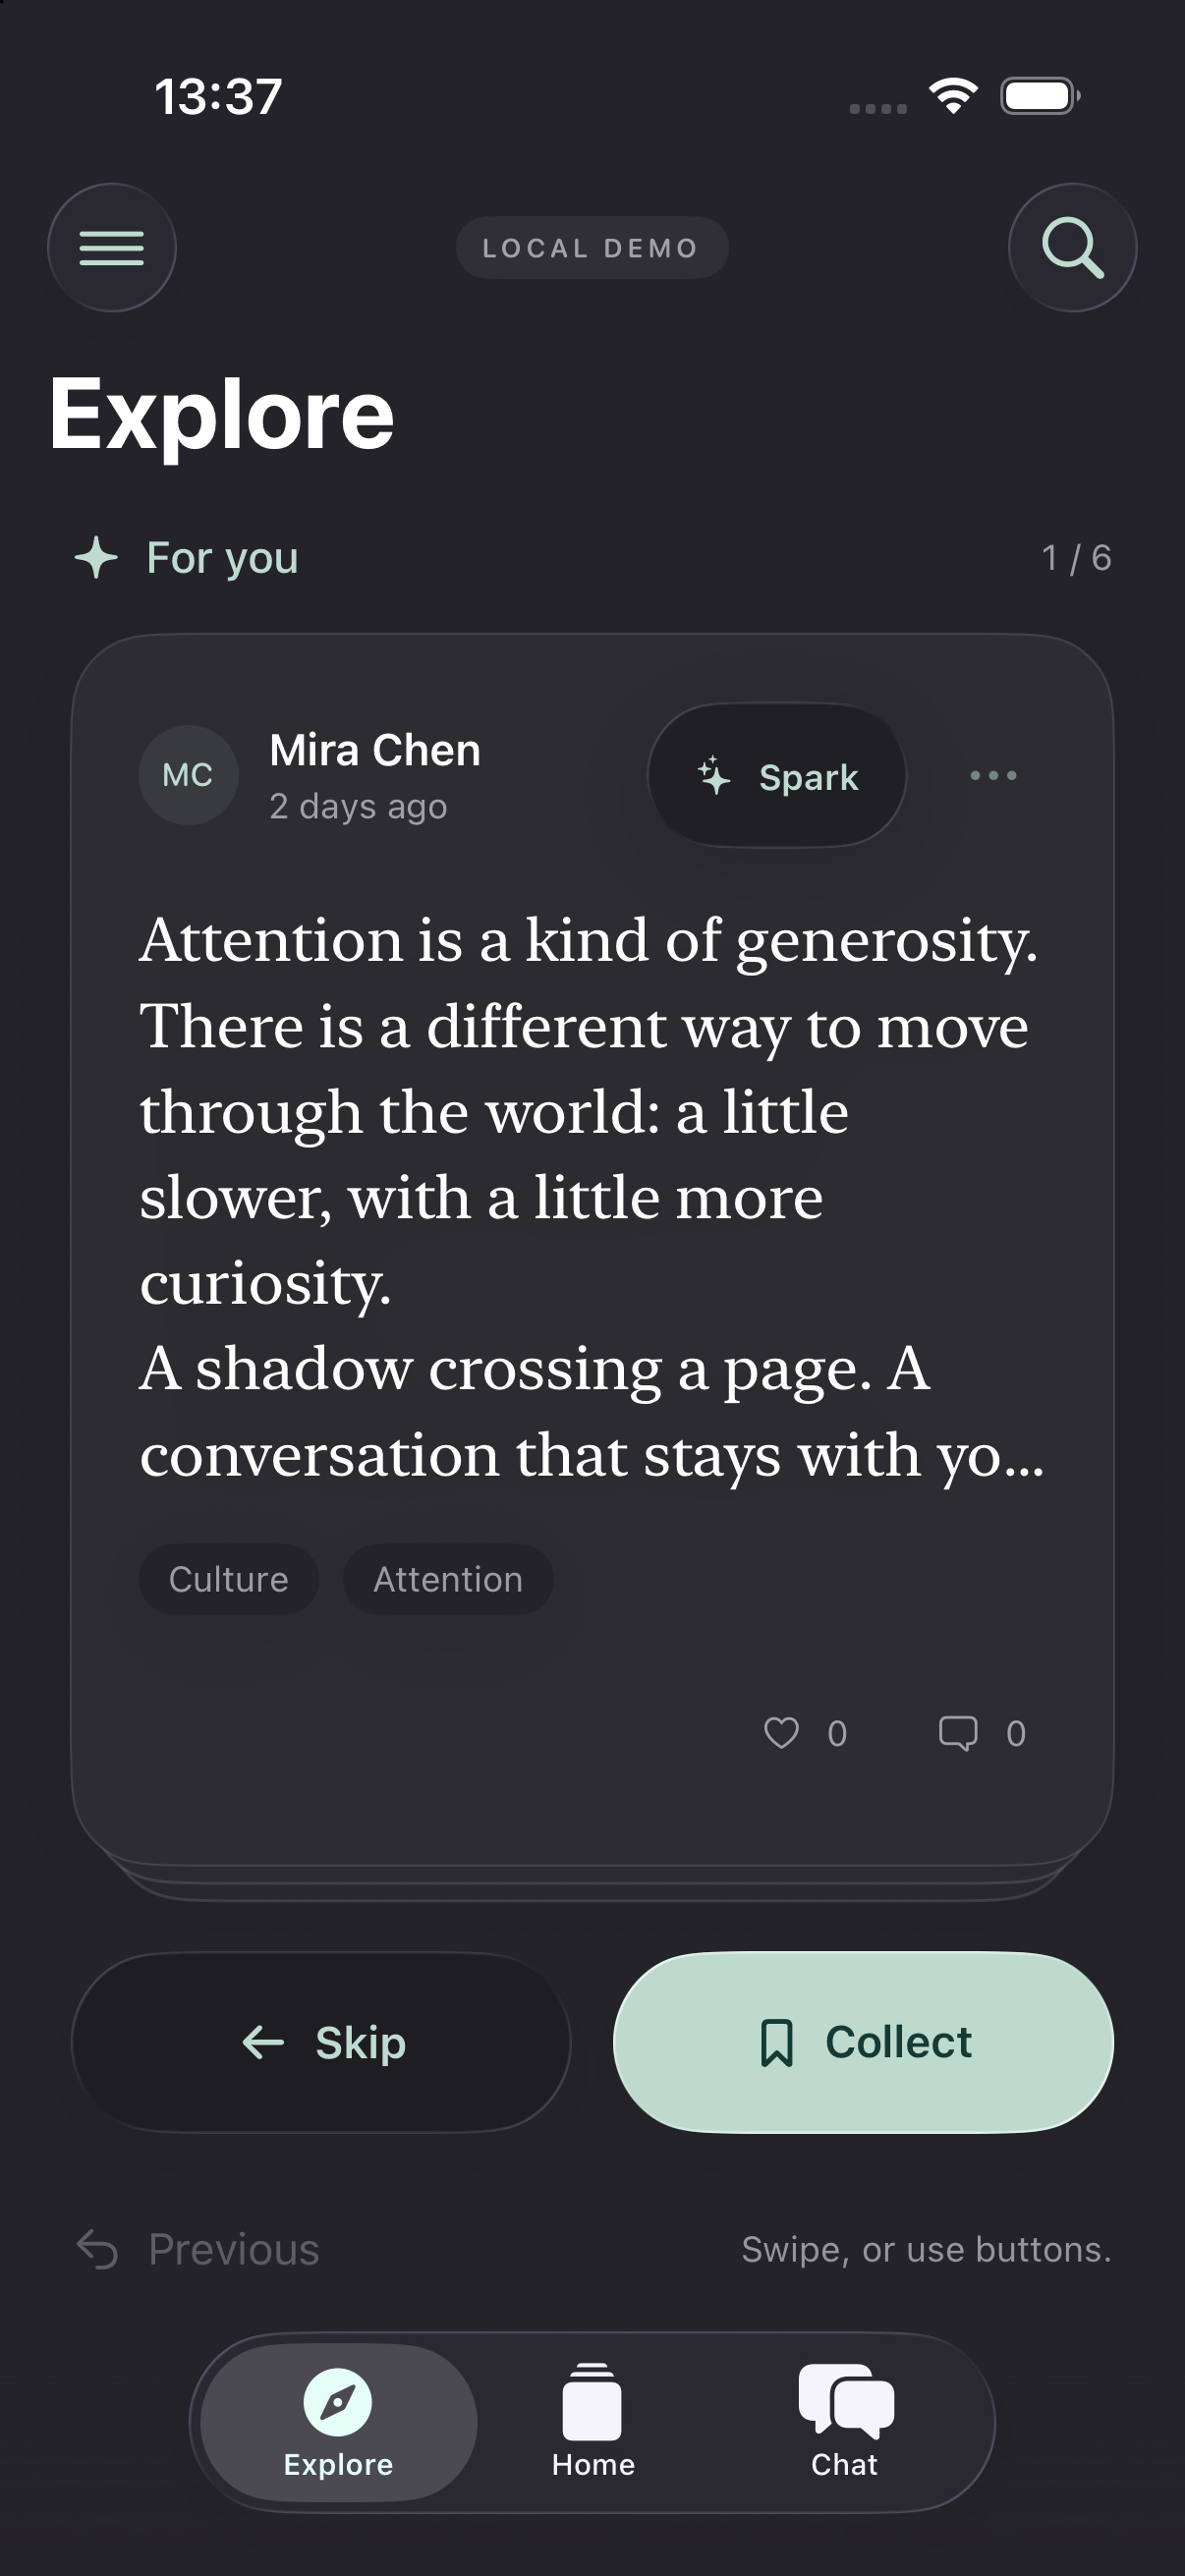 13:37
LOCAL DEMO
Explore
For you
1 / 6
MC
Mira Chen
2 days ago
Spark
Attention is a kind of generosity.
There is a different way to move
through the world: a little
slower, with a little more
curiosity.
A shadow crossing a page. A
conversation that stays with yo...
Culture
Attention
0
0
Skip
Collect
Previous
Swipe, or use buttons.
Explore
Home
Chat